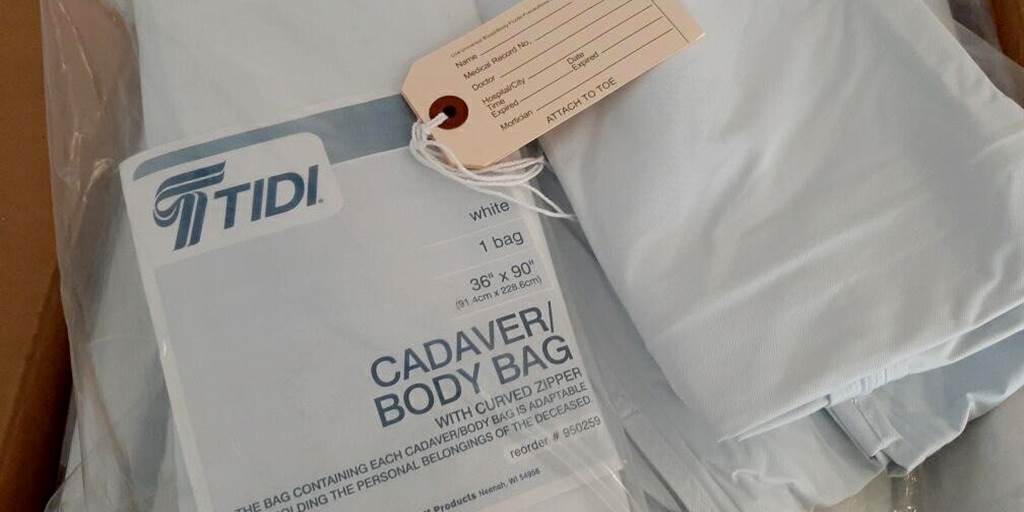 Name
Medical Record No.
Doctor
Hospital/City
Time Expired
Date Expired
Mortician
ATTACH TO TOE
TIDI
white
1 bag
36" x 90"
(91.4cm x 228.6cm)
CADAVER/
BODY BAG
WITH CURVED ZIPPER
THE BAG CONTAINING EACH CADAVER/BODY BAG IS ADAPTABLE
OLDING THE PERSONAL BELONGINGS OF THE DECEASED.
reorder # 950259
Products Neenah, WI 54956